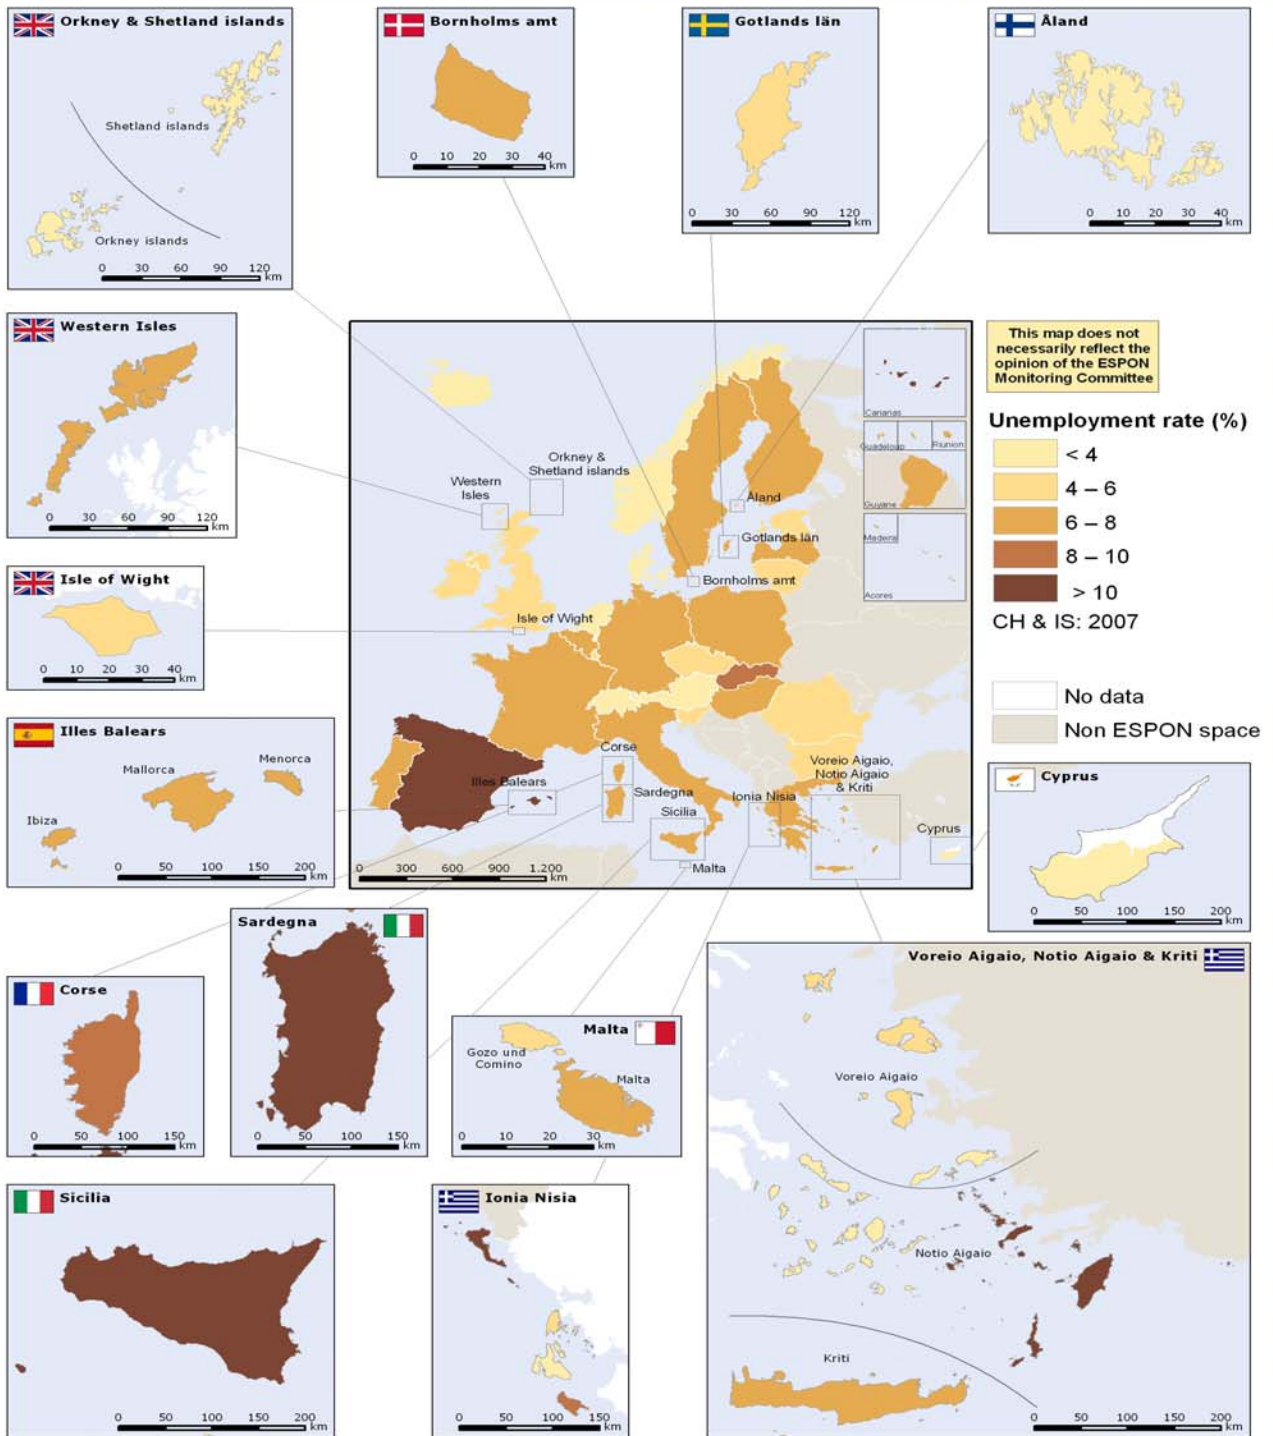 Orkney & Shetland islands
Shetland islands
Orkney islands
0 30 60 90 120
km
Bornholms amt
0 10 20 30 40
km
Gotlands län
0 30 60 90 120
km
Åland
0 10 20 30 40
km
Western Isles
0 30 60 90 120
km
Isle of Wight
0 10 20 30 40
km
Illes Balears
Mallorca
Menorca
Ibiza
0 50 100 150 200
km
Orkney &
Shetland islands
Western
Isles
Åland
Gotlands län
Bornholms amt
Isle of Wight
Corse
Illes Balears
Sardegna
Sicilia
Malta
Ionia Nisia
Voreio Aigaio,
Notio Aigaio
& Kriti
Cyprus
0 300 600 900 1.200
km
Canarias
Guadeloup
Riunion
Guyane
Madeira
Acores
This map does not
necessarily reflect the
opinion of the ESPON
Monitoring Committee
Unemployment rate (%)
< 4
4 – 6
6 – 8
8 – 10
> 10
CH & IS: 2007
No data
Non ESPON space
Cyprus
0 50 100 150 200
km
Corse
0 50 100 150
km
Sardegna
0 50 100 150
km
Malta
Gozo und
Comino
Malta
0 10 20 30
km
Voreio Aigaio, Notio Aigaio & Kriti
Voreio Aigaio
Notio Aigaio
Kriti
0 50 100 150 200
km
Sicilia
0 50 100 150 200
km
Ionia Nisia
0 50 100 150
km